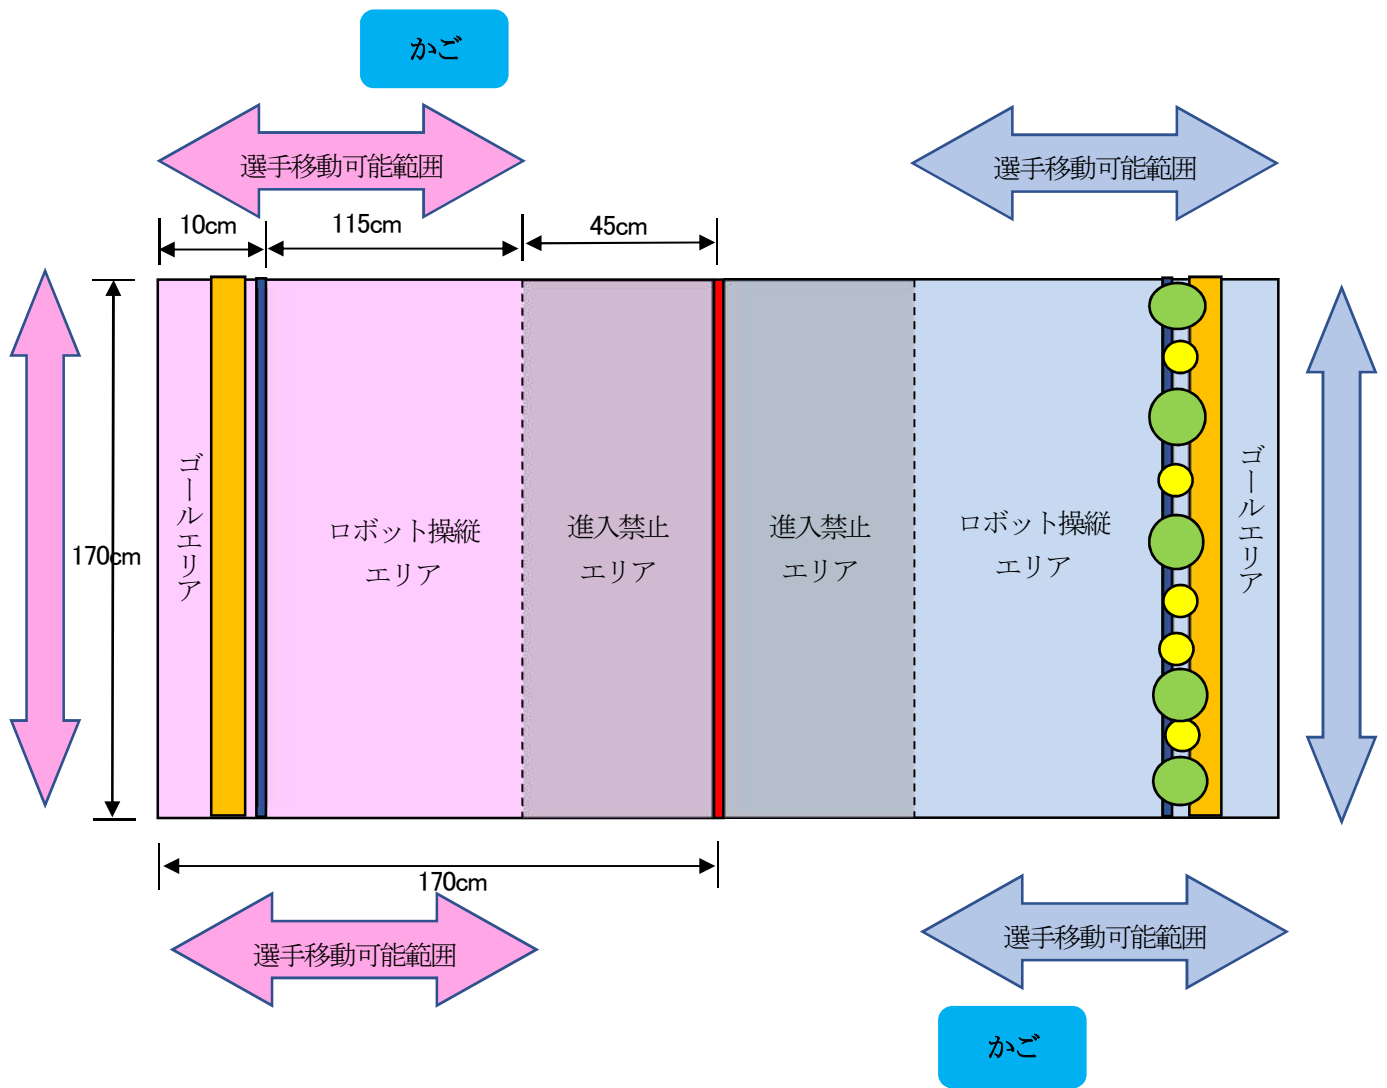 かご
選手移動可能範囲
選手移動可能範囲
10cm
115cm
45cm
170cm
ゴールエリア
ロボット操縦
エリア
進入禁止
エリア
進入禁止
エリア
ロボット操縦
エリア
ゴールエリア
170cm
選手移動可能範囲
選手移動可能範囲
かご